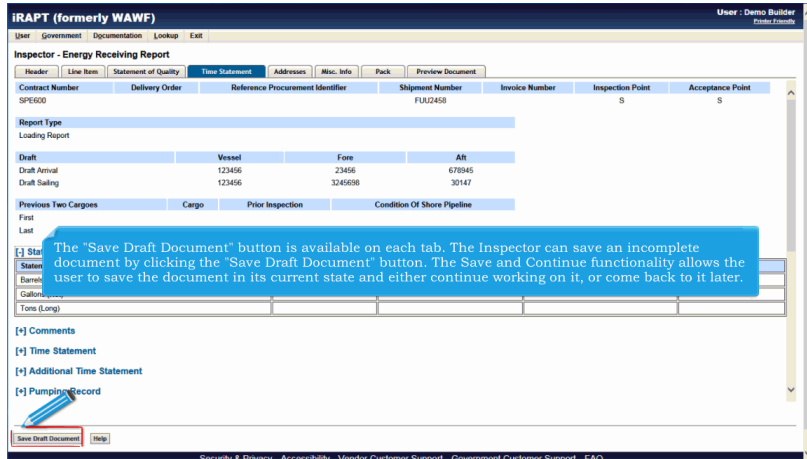 iRAPT (formerly WAWF)
User : Demo Builder
Printer Friendly
User Government Documentation Lookup Exit
Inspector - Energy Receiving Report
Header Line Item Statement of Quality Time Statement Addresses Misc. Info Pack Preview Document
Contract Number Delivery Order Reference Procurement Identifier Shipment Number Invoice Number Inspection Point Acceptance Point
SPE600 FUU2458 S S
Report Type
Loading Report
Draft Vessel Fore Aft
Draft Arrival 123456 23456 678945
Draft Sailing 123456 3245698 30147
Previous Two Cargoes Cargo Prior Inspection Condition Of Shore Pipeline
First
Last
The "Save Draft Document" button is available on each tab. The Inspector can save an incomplete
document by clicking the "Save Draft Document" button. The Save and Continue functionality allows the
user to save the document in its current state and either continue working on it, or come back to it later.
[-]
Barrels
Gallons
Tons (Long)
[+] Comments
[+] Time Statement
[+] Additional Time Statement
[+] Pumping Record
Save Draft Document Help
Security & Privacy Accessibility Vendor Customer Support Government Customer Support FAQ